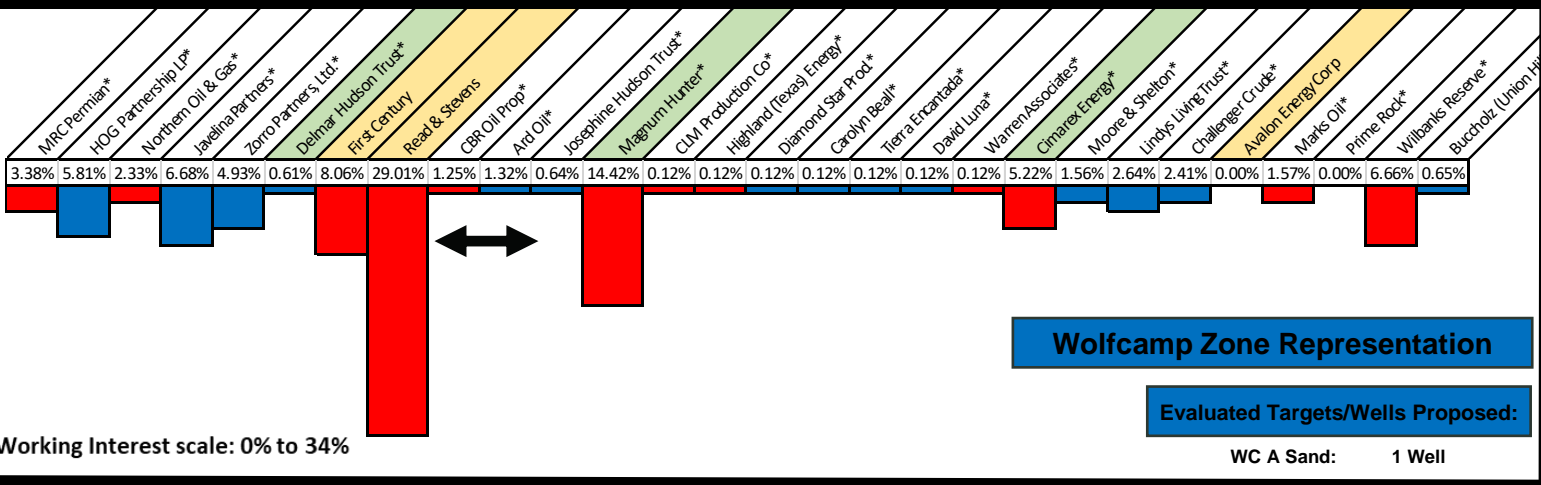 MRC Permian*
HOG Partnership LP*
Northern Oil & Gas*
Javelina Partners*
Zorro Partners, Ltd.*
Delmar Hudson Trust*
First Century
Read & Stevens
CBR Oil Prop*
Ard Oil*
Josephine Hudson Trust*
Magnum Hunter*
CLM Production Co*
Highland (Texas) Energy*
Diamond Star Prod*
Carolyn Beall*
Tierra Encantada*
David Luna*
Warren Associates*
Cimarex Energy*
Moore & Shelton*
Lindys Living Trust*
Challenger Crude*
Avalon Energy Corp
Marks Oil*
Prime Rock*
Wilbanks Reserve*
Buccholz (Union Hi
3.38% 5.81% 2.33% 6.68% 4.93% 0.61% 8.06% 29.01% 1.25% 1.32% 0.64% 14.42% 0.12% 0.12% 0.12% 0.12% 0.12% 0.12% 0.12% 5.22% 1.56% 2.64% 2.41% 0.00% 1.57% 0.00% 6.66% 0.65%
Wolfcamp Zone Representation
Evaluated Targets/Wells Proposed:
Working Interest scale: 0% to 34%
WC A Sand: 1 Well